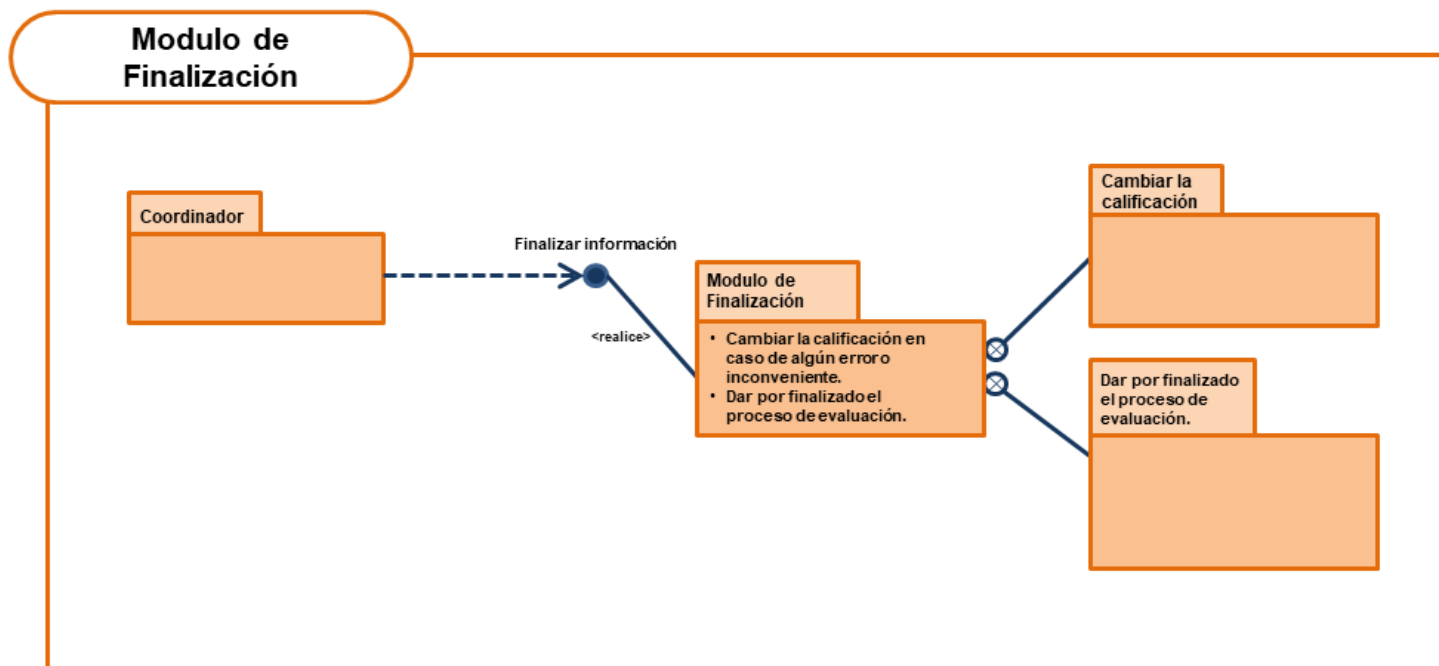 Modulo de
Finalización
Coordinador
Finalizar información
<realice>
Modulo de
Finalización
• Cambiar la calificación en
caso de algún error o
inconveniente.
• Dar por finalizado el
proceso de evaluación.
Cambiar la
calificación
Dar por finalizado
el proceso de
evaluación.